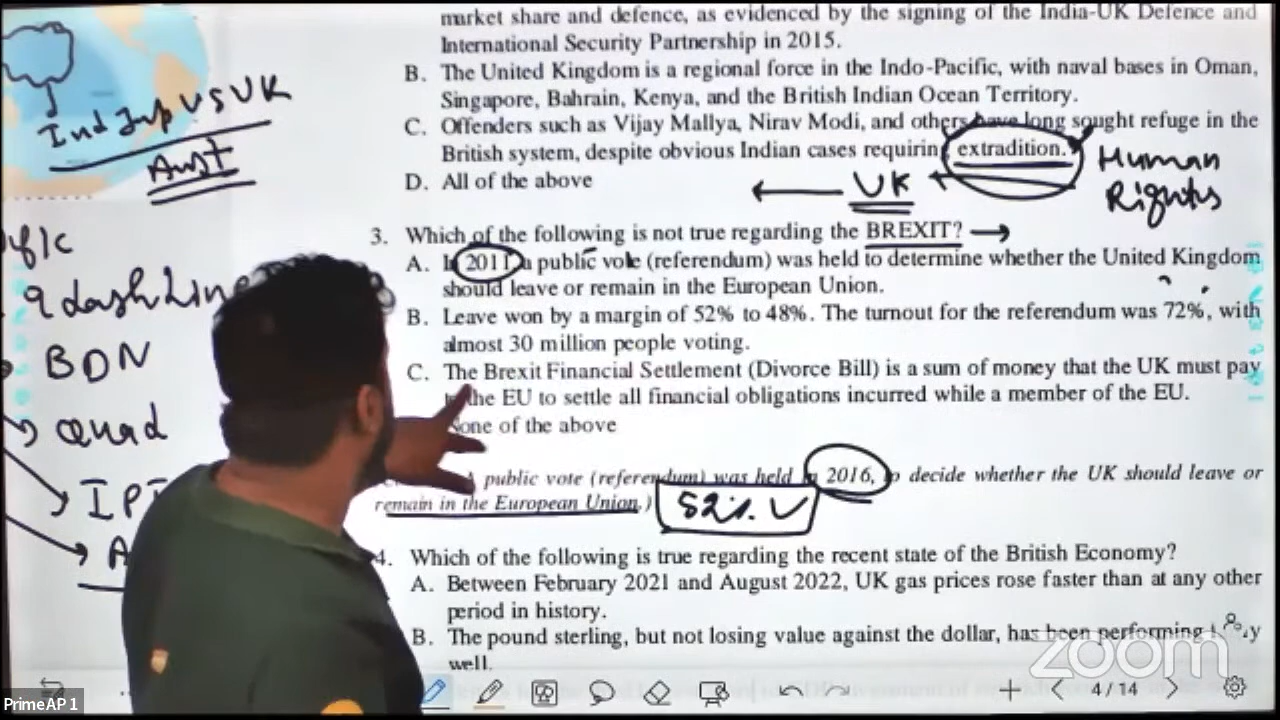 market share and defence, as evidenced by the signing of the India-UK Defence and
International Security Partnership in 2015.
B. The United Kingdom is a regional force in the Indo-Pacific, with naval bases in Oman,
Singapore, Bahrain, Kenya, and the British Indian Ocean Territory.
C. Offenders such as Vijay Mallya, Nirav Modi, and others have long sought refuge in the
British system, despite obvious Indian cases requiring extradition.
D. All of the above
Ind Jap US UK
Aust
UK
Human
Rights
3. Which of the following is not true regarding the BREXIT?
A. 2011 a public vote (referendum) was held to determine whether the United Kingdom
should leave or remain in the European Union.
B. Leave won by a margin of 52% to 48%. The turnout for the referendum was 72%, with
almost 30 million people voting.
C. The Brexit Financial Settlement (Divorce Bill) is a sum of money that the UK must pay
the EU to settle all financial obligations incurred while a member of the EU.
None of the above
public vote (referendum) was held in 2016, to decide whether the UK should leave or
remain in the European Union.)
52%
9 dash Line
BDN
Quad
4. Which of the following is true regarding the recent state of the British Economy?
A. Between February 2021 and August 2022, UK gas prices rose faster than at any other
period in history.
B. The pound sterling, but not losing value against the dollar, has been performing
well.
zoom
PrimeAP 1
4 / 14